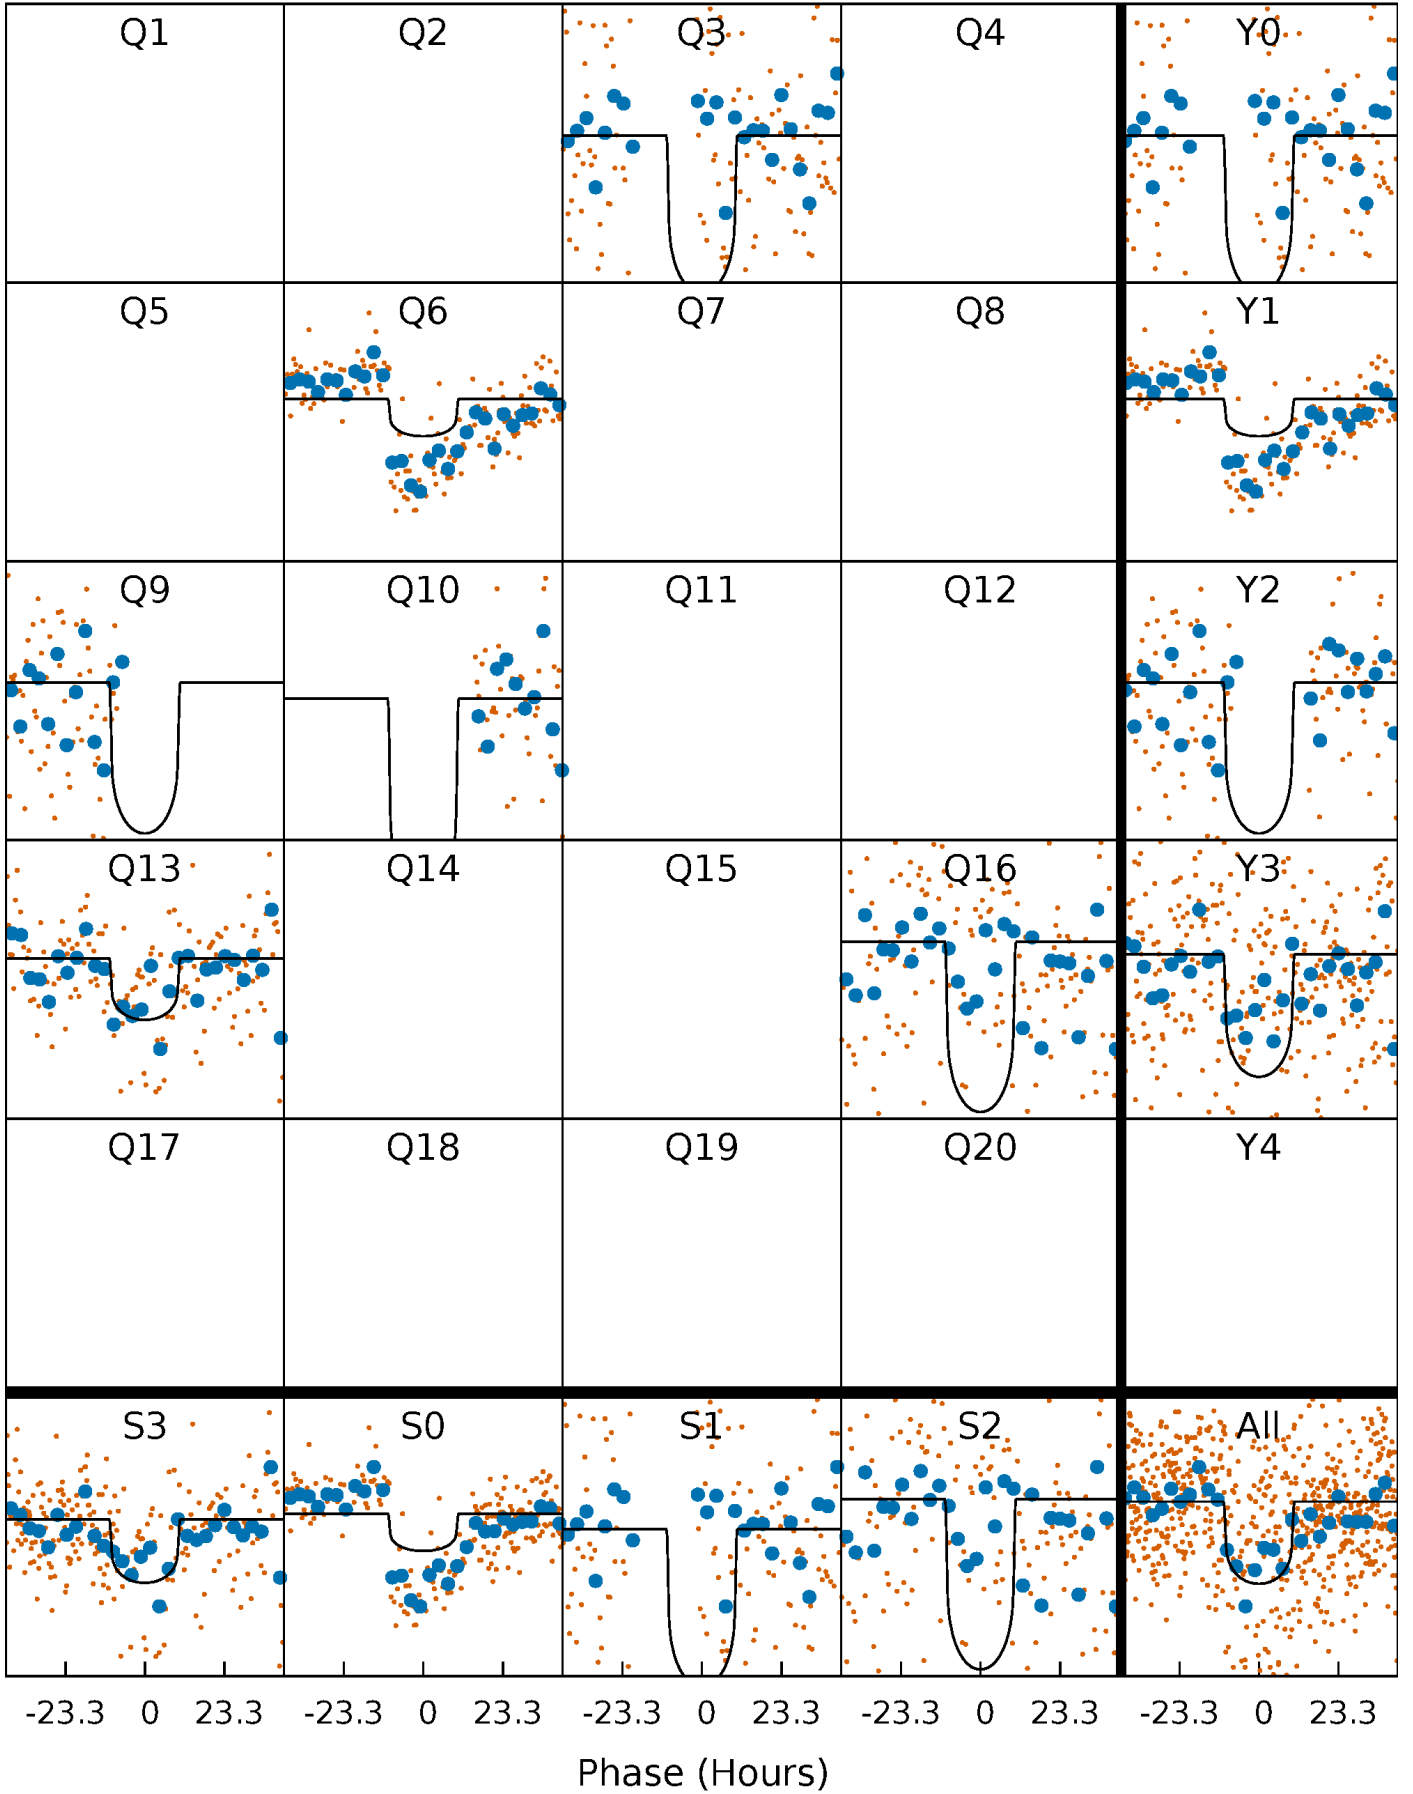 Q1 Q2 Q3 Q4 Y0
Q5 Q6 Q7 Q8 Y1
Q9 Q10 Q11 Q12 Y2
Q13 Q14 Q15 Q16 Y3
Q17 Q18 Q19 Q20 Y4
S3 S0 S1 S2 All
-23.3 0 23.3 -23.3 0 23.3 -23.3 0 23.3 -23.3 0 23.3 -23.3 0 23.3
Phase (Hours)